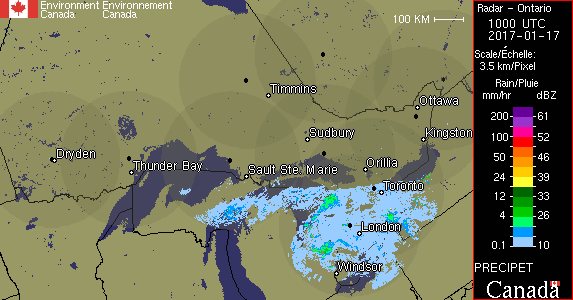 Environment Environnement
Canada Canada
100 KM
Timmins
Ottawa
Sudbury
Kingston
Dryden
Thunder Bay
Sault Ste. Marie
Orillia
Toronto
London
Windsor
Radar - Ontario
1000 UTC
2017-01-17
Scale/Échelle:
3.5 km/Pixel
Rain/Pluie
mm/hr dBZ
200 61
100 52
50 46
24 39
12 33
4 26
0.1 10
PRECIPET
Canada